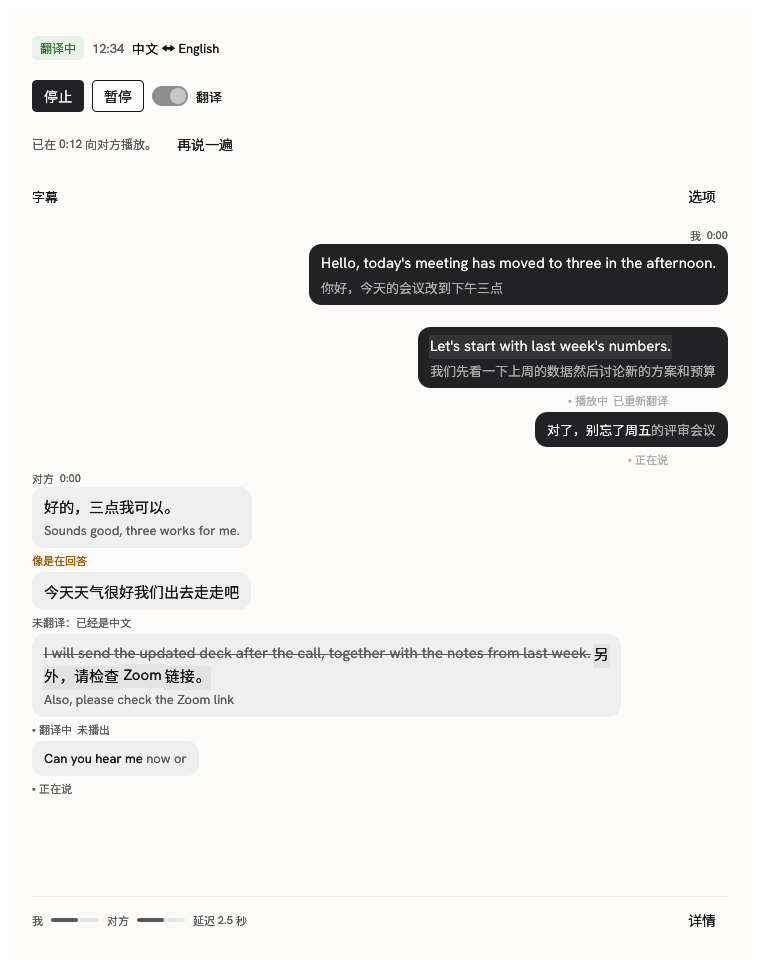 翻译中 12:34 中文 ⬌ English
停止 暂停 翻译
已在 0:12 向对方播放。 再说一遍
字幕 选项
我 0:00
Hello, today's meeting has moved to three in the afternoon.
你好，今天的会议改到下午三点
Let's start with last week's numbers.
我们先看一下上周的数据然后讨论新的方案和预算
• 播放中 已重新翻译
对了，别忘了周五的评审会议
• 正在说
对方 0:00
好的，三点我可以。
Sounds good, three works for me.
像是在回答
今天天气很好我们出去走走吧
未翻译：已经是中文
I will send the updated deck after the call, together with the notes from last week. 另
外，请检查 Zoom 链接。
Also, please check the Zoom link
• 翻译中 未播出
Can you hear me now or
• 正在说
我 对方 延迟 2.5 秒 详情